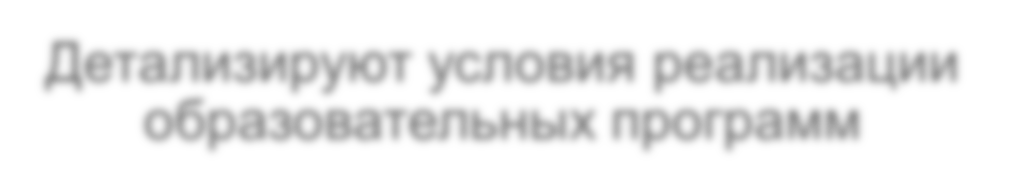 Детализируют условия реализации
образовательных программ